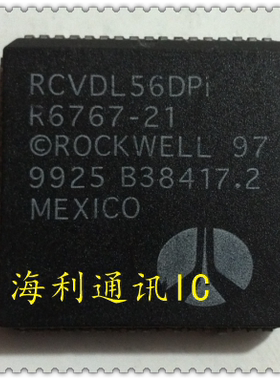 RCVDL56DPi
R6767-21
©ROCKWELL 97
9925 B38417.2
MEXICO
海利通讯IC